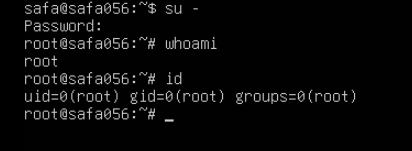 safa@safa056:~$ su -
Password:
root@safa056:~# whoami
root
root@safa056:~# id
uid=0(root) gid=0(root) groups=0(root)
root@safa056:~# _